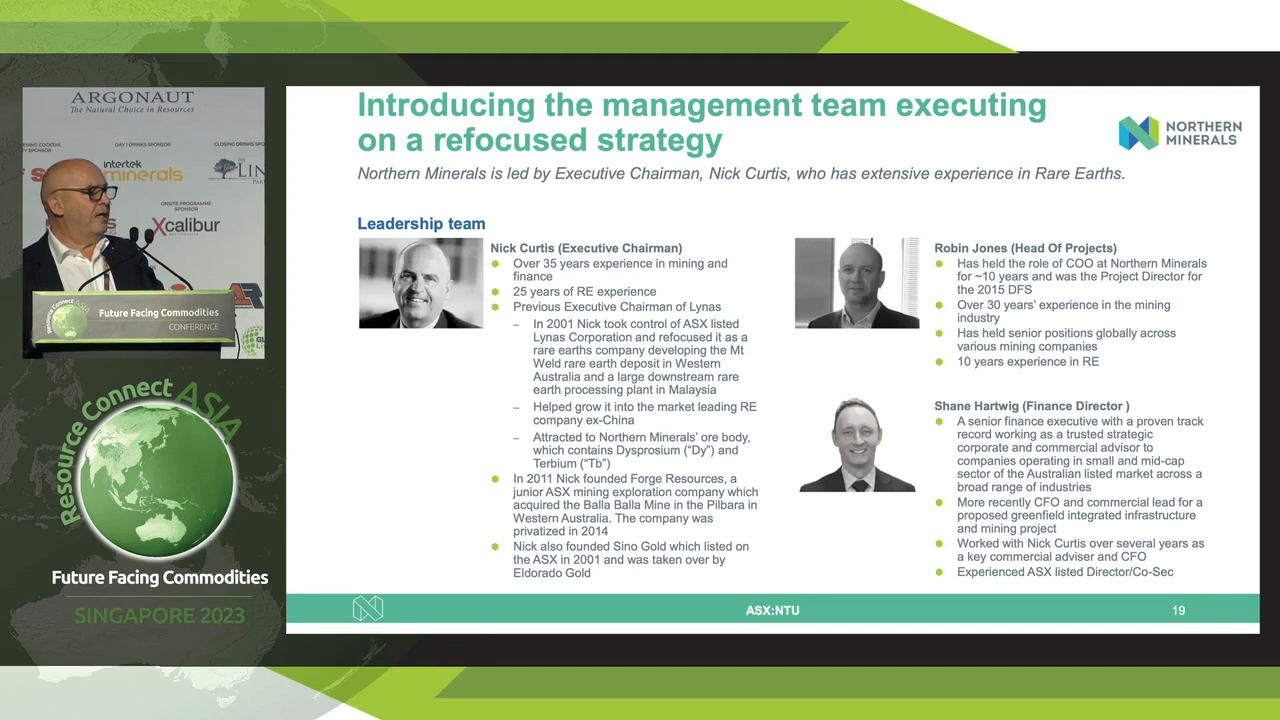 ARGONAUT
The Natural Choice in Resources
DAY 1 DRINKS SPONSOR
intertek
minerals
ONSITE PROGRAMME
SPONSOR
Xcalibur
Resource Connect ASIA
Future Facing Commodities
CONFERENCE
Resource Connect ASIA
Future Facing Commodities
SINGAPORE 2023
Introducing the management team executing
on a refocused strategy
NORTHERN
MINERALS
Northern Minerals is led by Executive Chairman, Nick Curtis, who has extensive experience in Rare Earths.
Leadership team
Nick Curtis (Executive Chairman)
Over 35 years experience in mining and
finance
25 years of RE experience
Previous Executive Chairman of Lynas
– In 2001 Nick took control of ASX listed
Lynas Corporation and refocused it as a
rare earths company developing the Mt
Weld rare earth deposit in Western
Australia and a large downstream rare
earth processing plant in Malaysia
– Helped grow it into the market leading RE
company ex-China
– Attracted to Northern Minerals’ ore body,
which contains Dysprosium (“Dy”) and
Terbium (“Tb”)
In 2011 Nick founded Forge Resources, a
junior ASX mining exploration company which
acquired the Balla Balla Mine in the Pilbara in
Western Australia. The company was
privatized in 2014
Nick also founded Sino Gold which listed on
the ASX in 2001 and was taken over by
Eldorado Gold
Robin Jones (Head Of Projects)
Has held the role of COO at Northern Minerals
for ~10 years and was the Project Director for
the 2015 DFS
Over 30 years’ experience in the mining
industry
Has held senior positions globally across
various mining companies
10 years experience in RE
Shane Hartwig (Finance Director )
A senior finance executive with a proven track
record working as a trusted strategic
corporate and commercial advisor to
companies operating in small and mid-cap
sector of the Australian listed market across a
broad range of industries
More recently CFO and commercial lead for a
proposed greenfield integrated infrastructure
and mining project
Worked with Nick Curtis over several years as
a key commercial adviser and CFO
Experienced ASX listed Director/Co-Sec
ASX:NTU
19